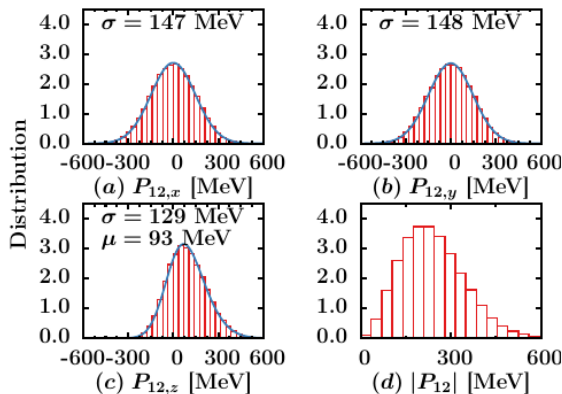 Distribution
σ = 147 MeV
4.0
3.0
2.0
1.0
0.0
-600-300 0 300 600
(a) P12,x [MeV]
σ = 148 MeV
4.0
3.0
2.0
1.0
0.0
-600-300 0 300 600
(b) P12,y [MeV]
σ = 129 MeV
μ = 93 MeV
4.0
3.0
2.0
1.0
0.0
-600-300 0 300 600
(c) P12,z [MeV]
4.0
3.0
2.0
1.0
0.0
0 300 600
(d) |P12| [MeV]